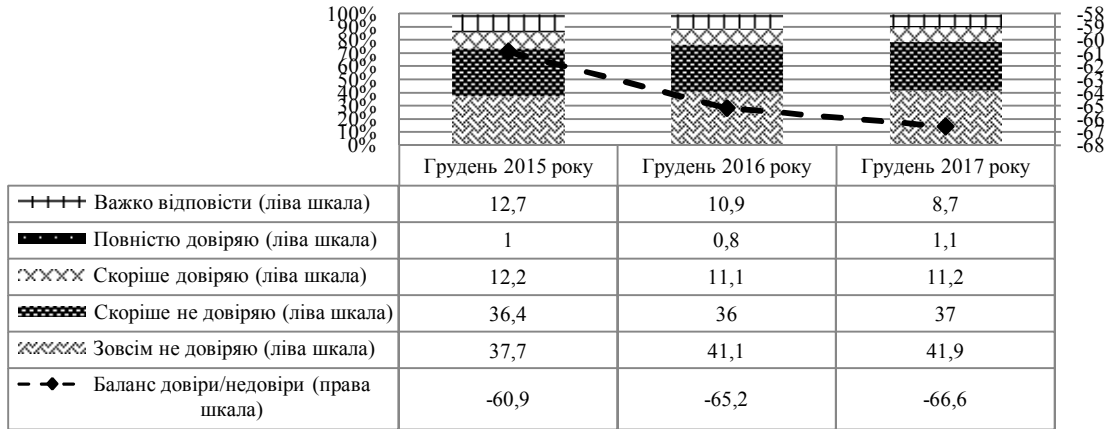 100%
90%
80%
70%
60%
50%
40%
30%
20%
10%
0%
-58
-59
-60
-61
-62
-63
-64
-65
-66
-67
-68
Грудень 2015 року Грудень 2016 року Грудень 2017 року
Важко відповісти (ліва шкала) 12,7 10,9 8,7
Повністю довіряю (ліва шкала) 1 0,8 1,1
Скоріше довіряю (ліва шкала) 12,2 11,1 11,2
Скоріше не довіряю (ліва шкала) 36,4 36 37
Зовсім не довіряю (ліва шкала) 37,7 41,1 41,9
Баланс довіри/недовіри (права
шкала) -60,9 -65,2 -66,6